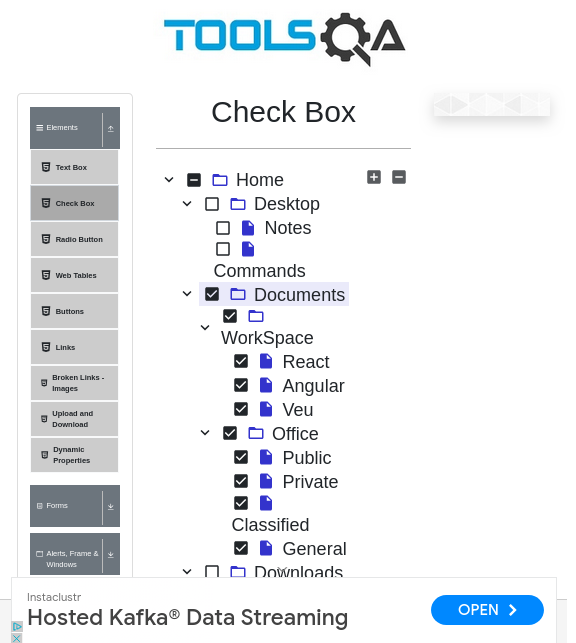 TOOLSQA
Elements
Text Box
Check Box
Radio Button
Web Tables
Buttons
Links
Broken Links -
Images
Upload and
Download
Dynamic
Properties
Forms
Alerts, Frame &
Windows
Check Box
Home
Desktop
Notes
Commands
Documents
WorkSpace
React
Angular
Veu
Office
Public
Private
Classified
General
Downloads
Instaclustr
Hosted Kafka® Data Streaming
OPEN